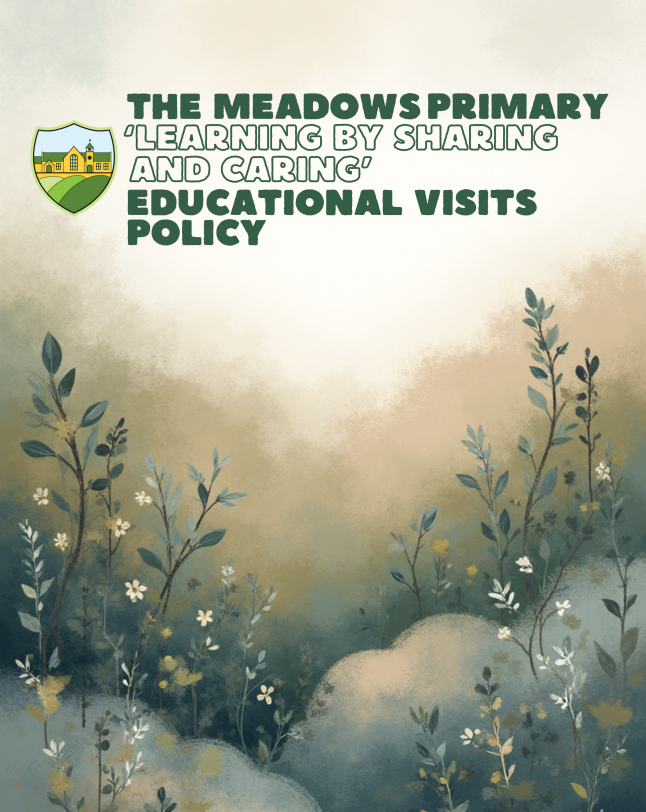 THE MEADOWS PRIMARY
‘LEARNING BY SHARING
AND CARING’
EDUCATIONAL VISITS
POLICY